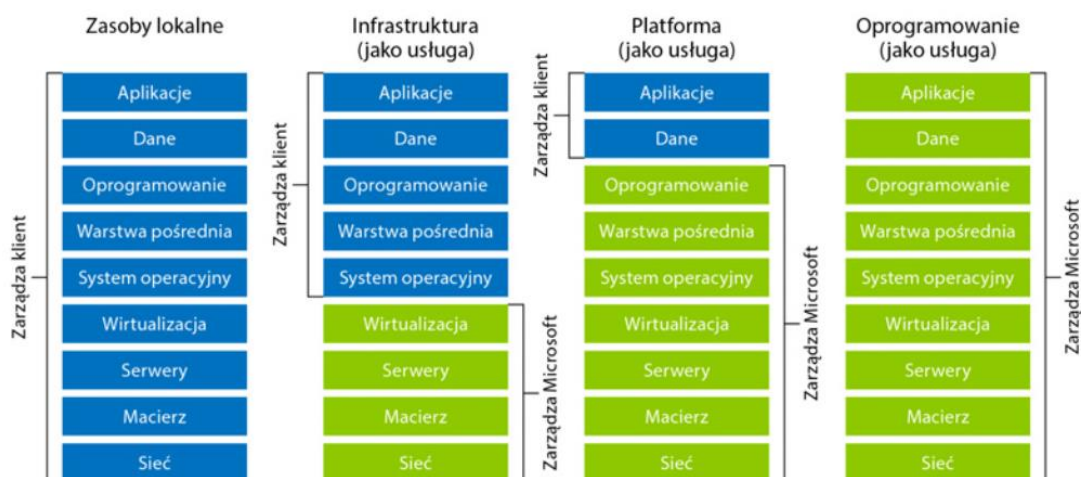 Zasoby lokalne
Zarządza klient
Aplikacje
Dane
Oprogramowanie
Warstwa pośrednia
System operacyjny
Wirtualizacja
Serwery
Macierz
Sieć
Infrastruktura
(jako usługa)
Zarządza klient
Aplikacje
Dane
Oprogramowanie
Warstwa pośrednia
System operacyjny
Wirtualizacja
Serwery
Macierz
Sieć
Zarządza Microsoft
Platforma
(jako usługa)
Zarządza klient
Aplikacje
Dane
Oprogramowanie
Warstwa pośrednia
System operacyjny
Wirtualizacja
Serwery
Macierz
Sieć
Zarządza Microsoft
Oprogramowanie
(jako usługa)
Aplikacje
Dane
Oprogramowanie
Warstwa pośrednia
System operacyjny
Wirtualizacja
Serwery
Macierz
Sieć
Zarządza Microsoft